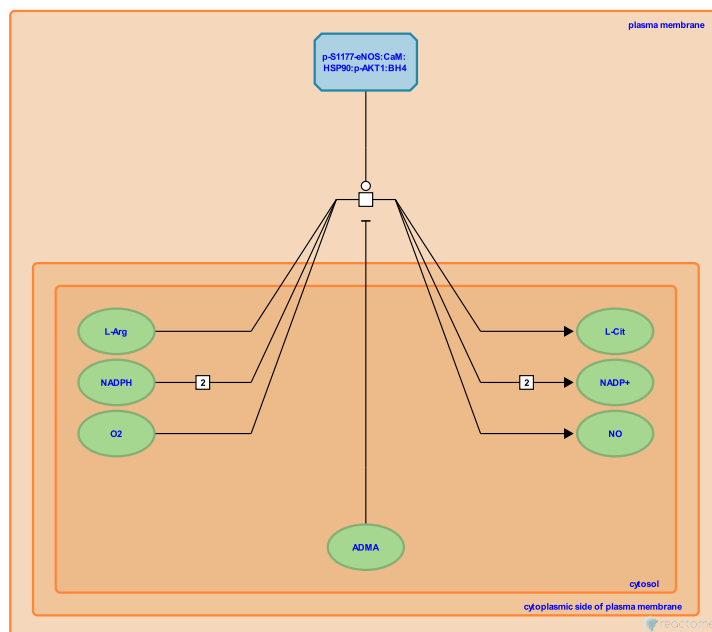 plasma membrane
p-S1177-eNOS:CaM:
HSP90:p-AKT1:BH4
L-Arg
L-Cit
NADPH
2
2
NADP+
O2
NO
ADMA
cytosol
cytoplasmic side of plasma membrane
reactome